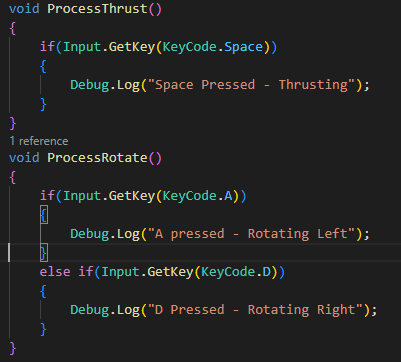 void ProcessThrust()
{
    if(Input.GetKey(KeyCode.Space))
    {
        Debug.Log("Space Pressed - Thrusting");
    }
}
1 reference
void ProcessRotate()
{
    if(Input.GetKey(KeyCode.A))
    {
        Debug.Log("A pressed - Rotating Left");
    }
    else if(Input.GetKey(KeyCode.D))
    {
        Debug.Log("D Pressed - Rotating Right");
    }
}